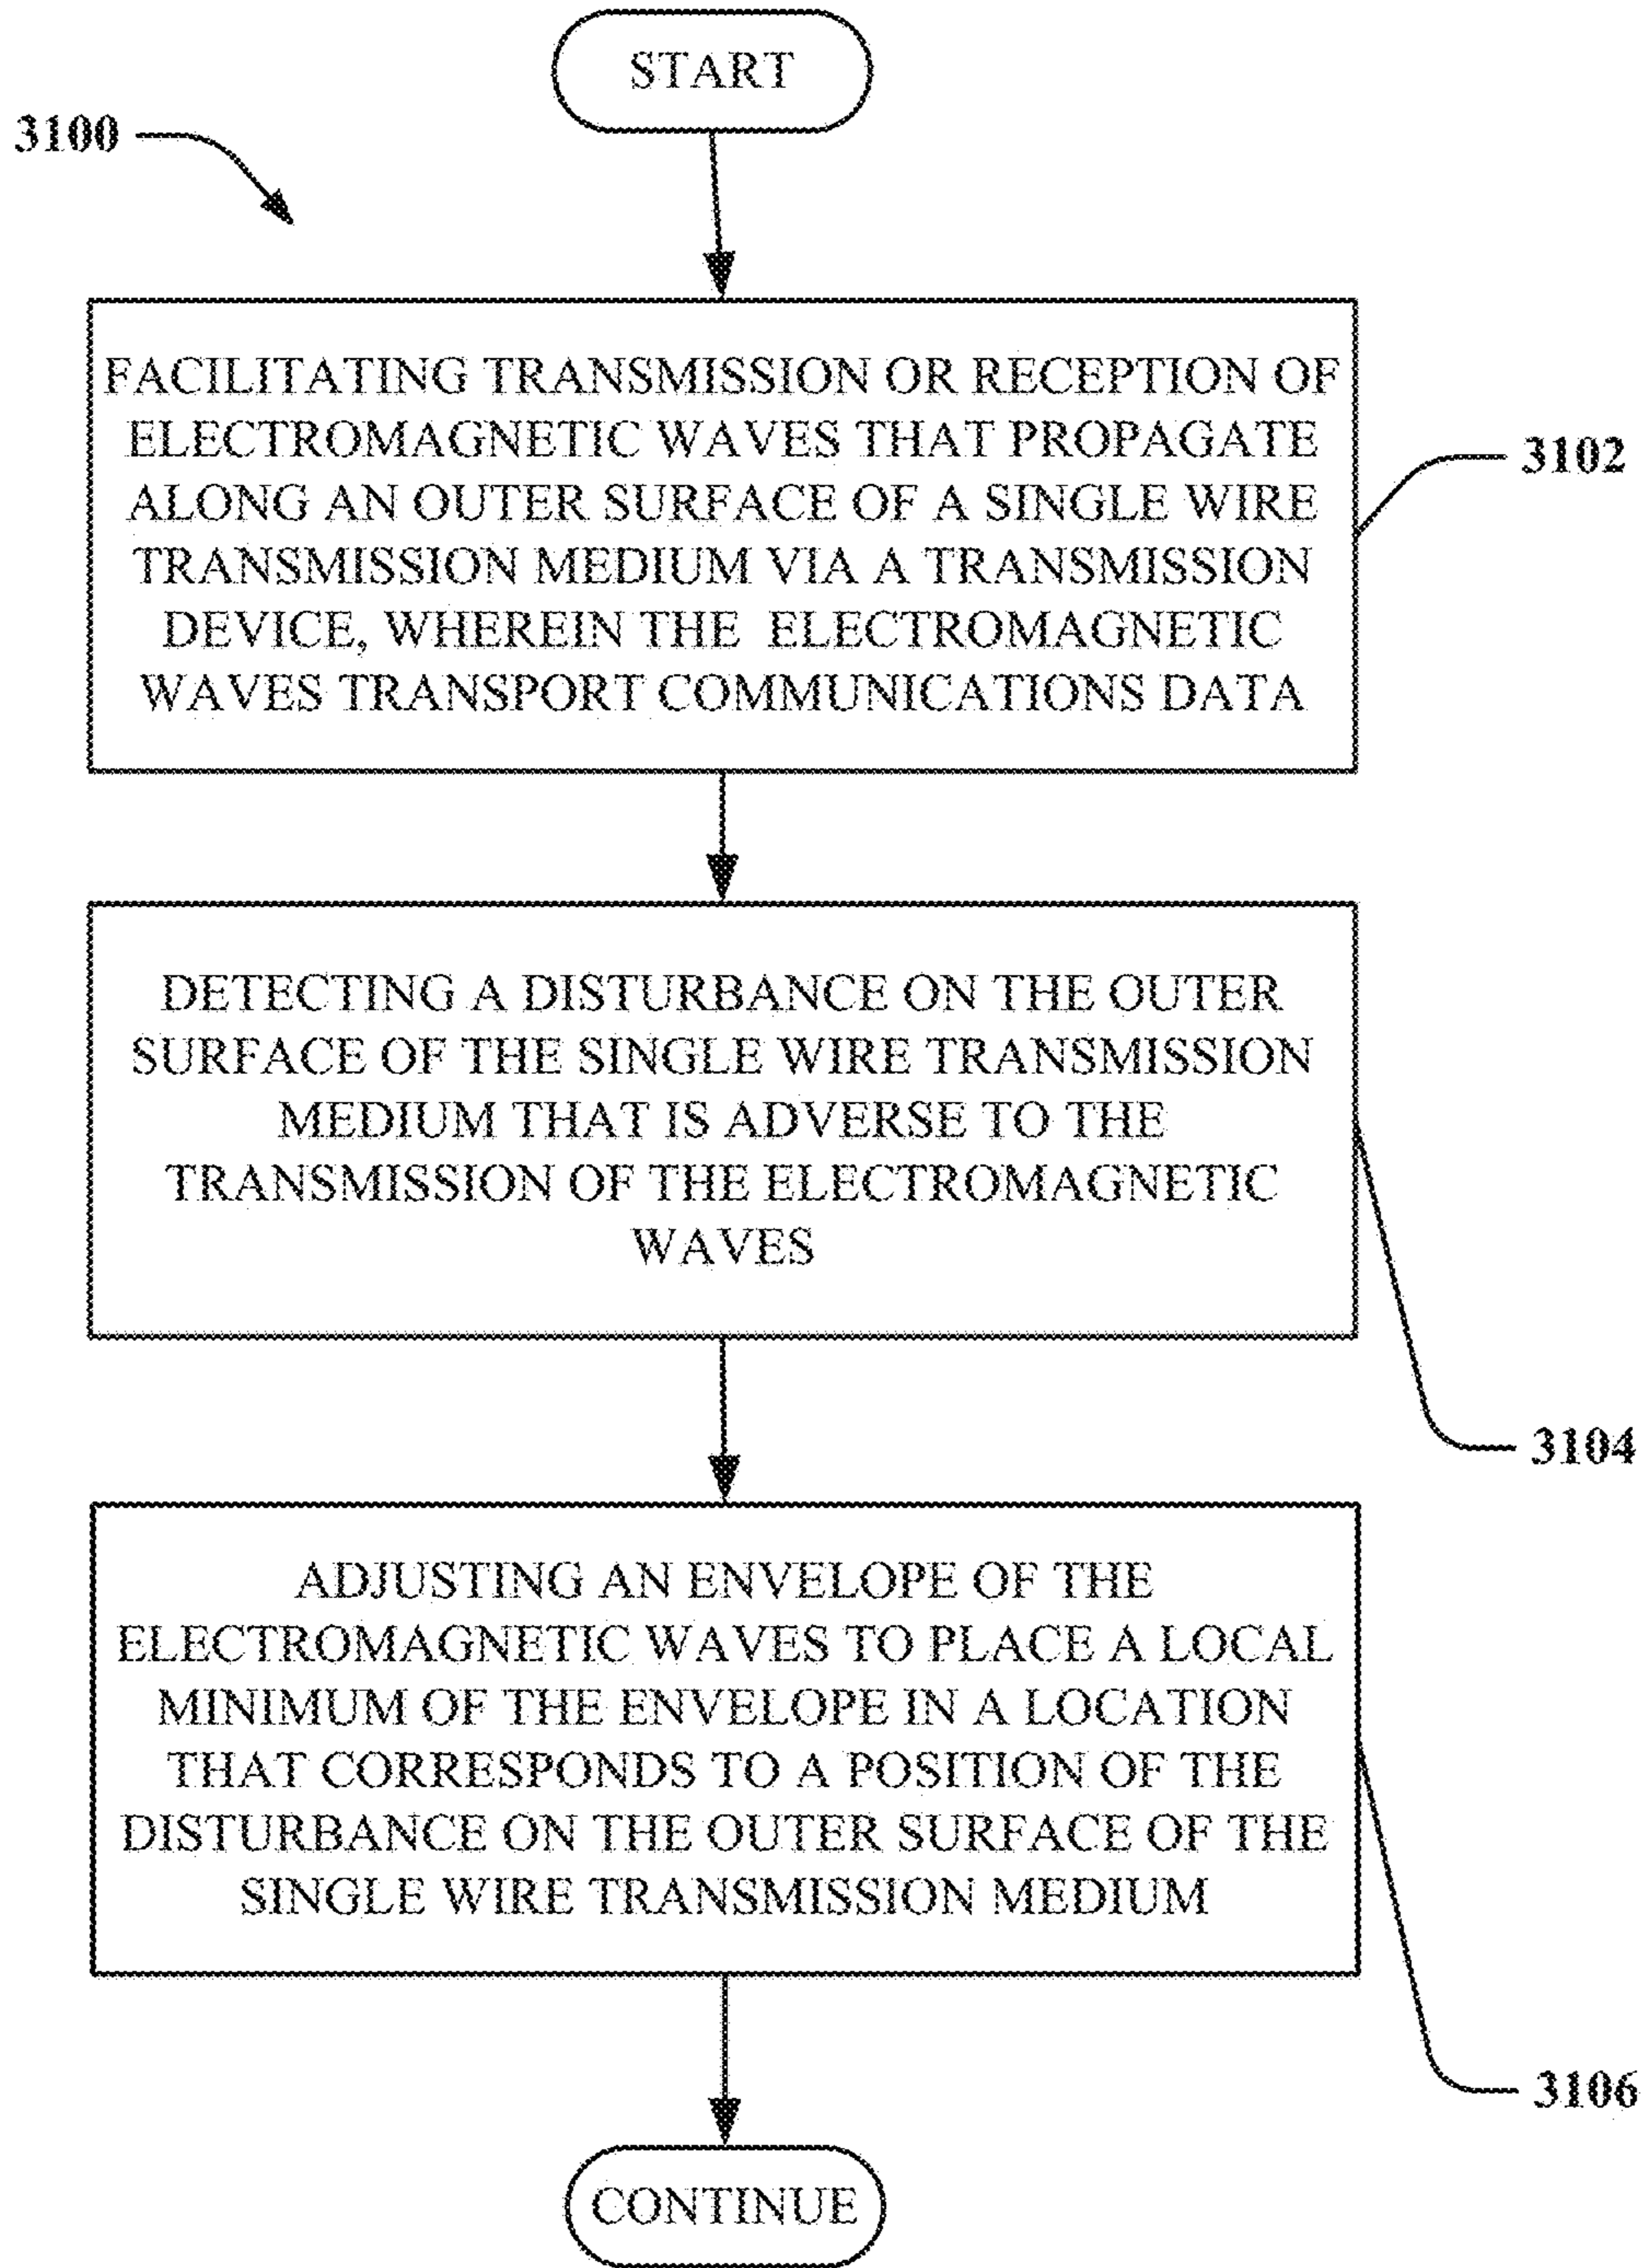 START
3100
FACILITATING TRANSMISSION OR RECEPTION OF
ELECTROMAGNETIC WAVES THAT PROPAGATE
ALONG AN OUTER SURFACE OF A SINGLE WIRE
TRANSMISSION MEDIUM VIA A TRANSMISSION
DEVICE, WHEREIN THE ELECTROMAGNETIC
WAVES TRANSPORT COMMUNICATIONS DATA
3102
DETECTING A DISTURBANCE ON THE OUTER
SURFACE OF THE SINGLE WIRE TRANSMISSION
MEDIUM THAT IS ADVERSE TO THE
TRANSMISSION OF THE ELECTROMAGNETIC
WAVES
3104
ADJUSTING AN ENVELOPE OF THE
ELECTROMAGNETIC WAVES TO PLACE A LOCAL
MINIMUM OF THE ENVELOPE IN A LOCATION
THAT CORRESPONDS TO A POSITION OF THE
DISTURBANCE ON THE OUTER SURFACE OF THE
SINGLE WIRE TRANSMISSION MEDIUM
3106
CONTINUE